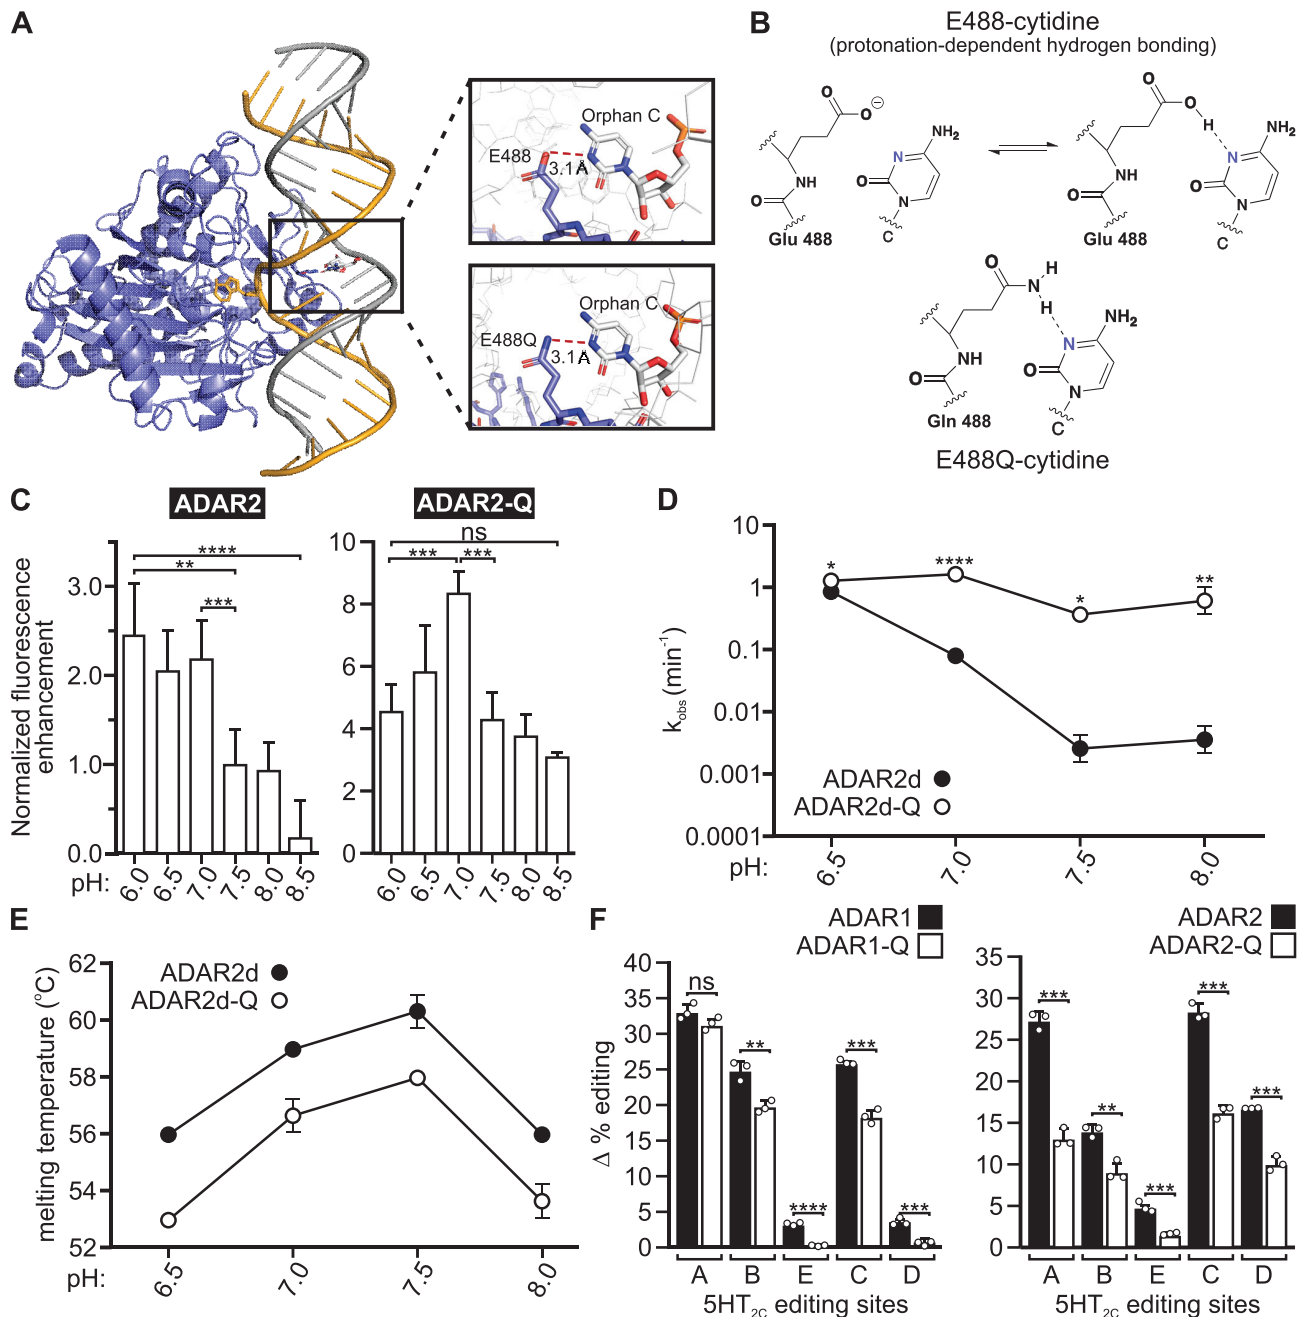 A
Orphan C
E488
3.1Å
Orphan C
E488Q
3.1Å
B
E488-cytidine
(protonation-dependent hydrogen bonding)
O
O
⊖
NH
O
Glu 488
NH₂
N
O
N
C
O
O
H
NH
O
Glu 488
NH₂
N
O
N
C
O
N
H
H
NH
O
Gln 488
NH₂
N
O
N
C
E488Q-cytidine
C
ADAR2
Normalized fluorescence
enhancement
3.0
2.0
1.0
0.0
****
**
***
pH: 6.0 6.5 7.0 7.5 8.0 8.5
ADAR2-Q
10
8
6
4
2
0
ns
*** ***
6.0 6.5 7.0 7.5 8.0 8.5
D
k_obs (min⁻¹)
10
1
0.1
0.01
0.001
0.0001
* **** * **
ADAR2d
ADAR2d-Q
pH: 6.5 7.0 7.5 8.0
E
melting temperature (°C)
62
60
58
56
54
52
ADAR2d
ADAR2d-Q
pH: 6.5 7.0 7.5 8.0
F
ADAR1
ADAR1-Q
Δ % editing
40
35
30
25
20
15
10
5
0
ns ** **** *** ***
A B E C D
5HT₂C editing sites
ADAR2
ADAR2-Q
35
30
25
20
15
10
5
0
*** ** *** *** ***
A B E C D
5HT₂C editing sites